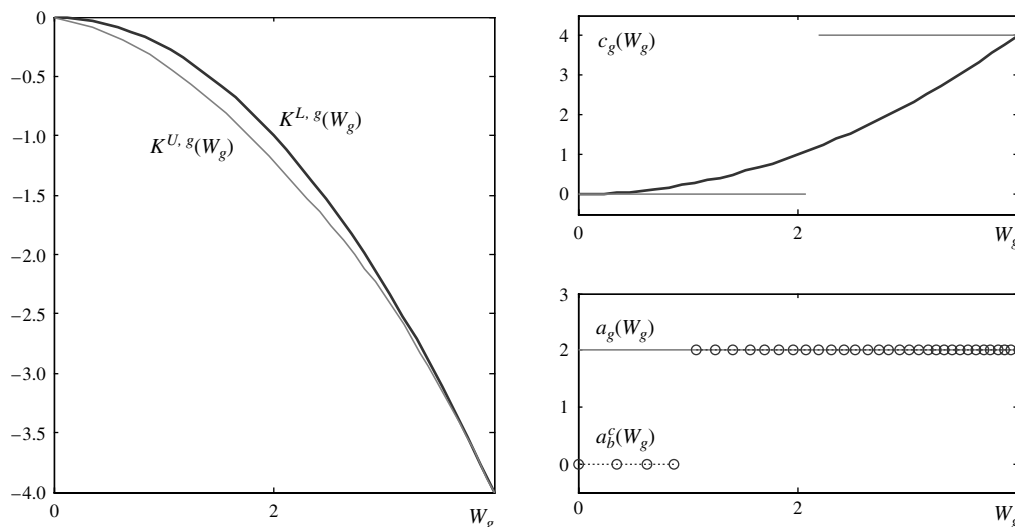 0
−0.5
−1.0
−1.5
−2.0
−2.5
−3.0
−3.5
−4.0
K^{L, g}(W_g)
K^{U, g}(W_g)
0 2 W_g
4
3
2
1
0
c_g(W_g)
0 2 W_g
3
2
1
0
a_g(W_g)
a_b^c(W_g)
0 2 W_g